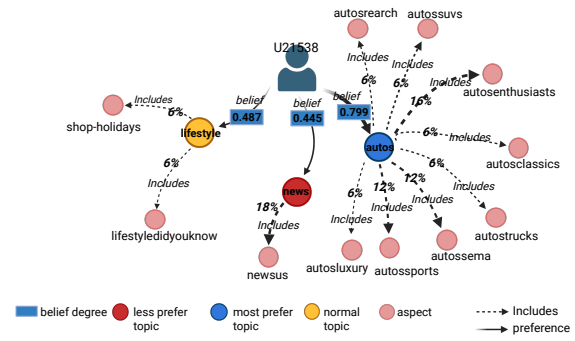 autosrearch
autossuvs
U21538
Includes
Includes
Includes
6%
6%
16%
autosenthusiasts
belief
belief
belief
0.487
0.445
0.799
Includes
6%
shop-holidays
lifestyle
autos
6%
Includes
autosclassics
6%
Includes
news
6%
Includes
autostrucks
lifestyledidyouknow
18%
Includes
newsus
6%
Includes
autosluxury
12%
Includes
autossports
12%
Includes
autossema
belief degree
less prefer
topic
most prefer
topic
normal
topic
aspect
Includes
preference